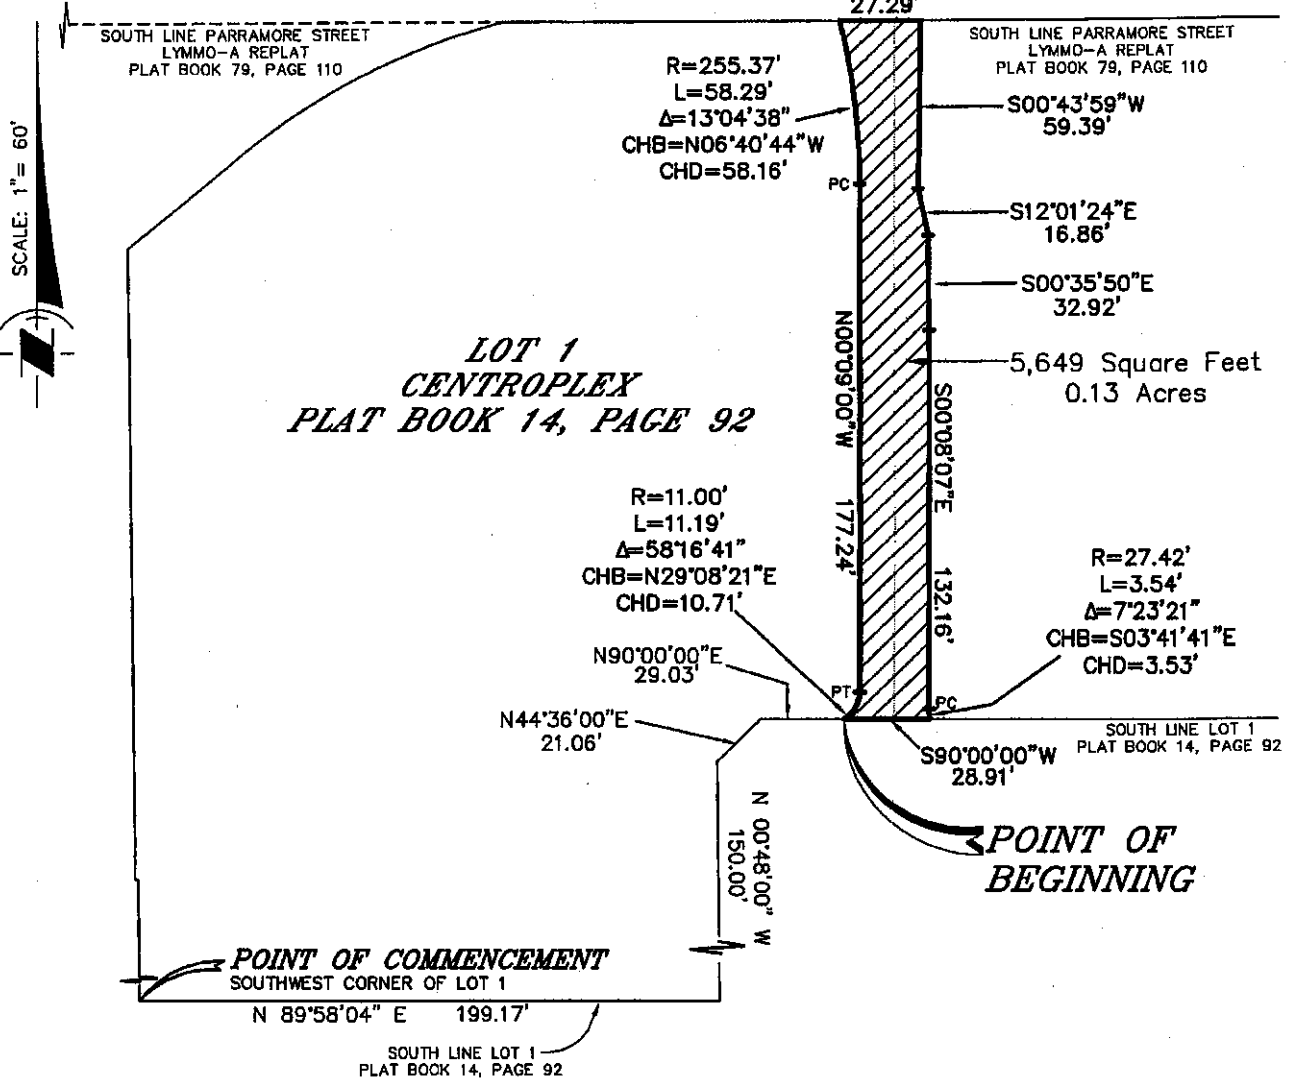 27.29'
SOUTH LINE PARRAMORE STREET
LYMMO-A REPLAT
PLAT BOOK 79, PAGE 110
SOUTH LINE PARRAMORE STREET
LYMMO-A REPLAT
PLAT BOOK 79, PAGE 110
SCALE: 1"= 60'
R=255.37'
L=58.29'
Δ=13°04'38"
CHB=N06°40'44"W
CHD=58.16'
PC
S00°43'59"W
59.39'
S12°01'24"E
16.86'
S00°35'50"E
32.92'
5,649 Square Feet
0.13 Acres
LOT 1
CENTROPLEX
PLAT BOOK 14, PAGE 92
N00°09'00"W 177.24'
S00°08'07"E 132.16'
R=11.00'
L=11.19'
Δ=58°16'41"
CHB=N29°08'21"E
CHD=10.71'
R=27.42'
L=3.54'
Δ=7°23'21"
CHB=S03°41'41"E
CHD=3.53'
N90°00'00"E
29.03'
PT
PC
N44°36'00"E
21.06'
SOUTH LINE LOT 1
PLAT BOOK 14, PAGE 92
S90°00'00"W
28.91'
N 00°48'00" W
150.00'
POINT OF
BEGINNING
POINT OF COMMENCEMENT
SOUTHWEST CORNER OF LOT 1
N 89°58'04" E 199.17'
SOUTH LINE LOT 1
PLAT BOOK 14, PAGE 92